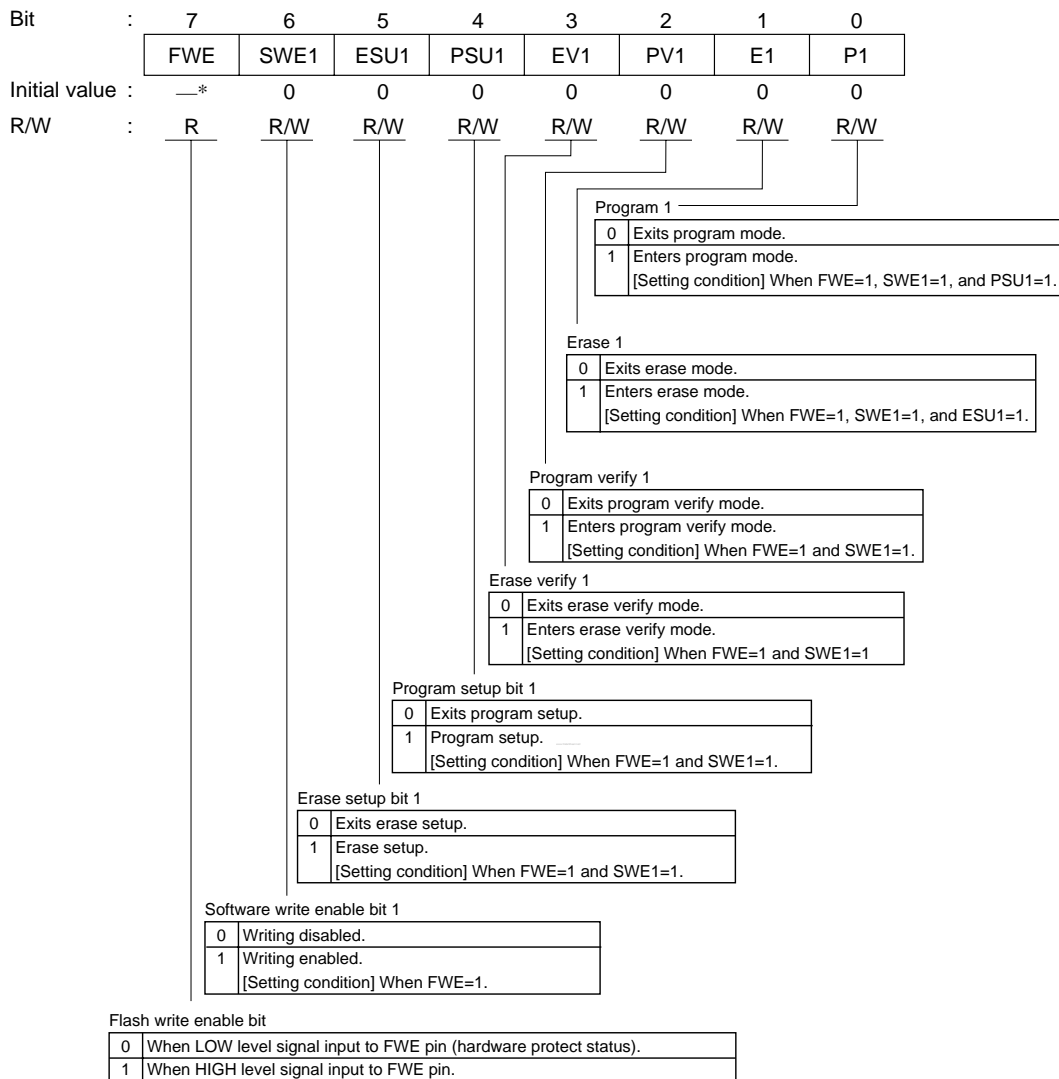 Bit : 7 6 5 4 3 2 1 0
FWE SWE1 ESU1 PSU1 EV1 PV1 E1 P1
Initial value : —* 0 0 0 0 0 0 0
R/W : R R/W R/W R/W R/W R/W R/W R/W
Program 1
0 Exits program mode.
1 Enters program mode.
[Setting condition] When FWE=1, SWE1=1, and PSU1=1.
Erase 1
0 Exits erase mode.
1 Enters erase mode.
[Setting condition] When FWE=1, SWE1=1, and ESU1=1.
Program verify 1
0 Exits program verify mode.
1 Enters program verify mode.
[Setting condition] When FWE=1 and SWE1=1.
Erase verify 1
0 Exits erase verify mode.
1 Enters erase verify mode.
[Setting condition] When FWE=1 and SWE1=1
Program setup bit 1
0 Exits program setup.
1 Program setup.
[Setting condition] When FWE=1 and SWE1=1.
Erase setup bit 1
0 Exits erase setup.
1 Erase setup.
[Setting condition] When FWE=1 and SWE1=1.
Software write enable bit 1
0 Writing disabled.
1 Writing enabled.
[Setting condition] When FWE=1.
Flash write enable bit
0 When LOW level signal input to FWE pin (hardware protect status).
1 When HIGH level signal input to FWE pin.